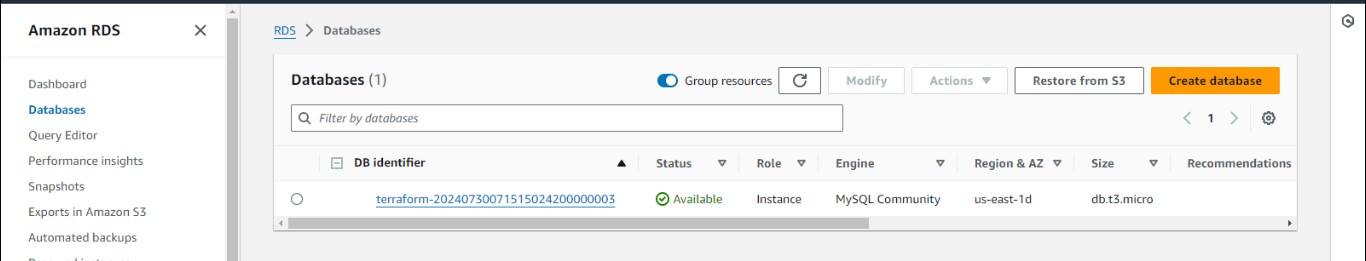 Amazon RDS
Dashboard
Databases
Query Editor
Performance insights
Snapshots
Exports in Amazon S3
Automated backups
RDS > Databases
Databases (1)
Group resources
Modify
Actions
Restore from S3
Create database
Filter by databases
1
DB identifier Status Role Engine Region & AZ Size Recommendations
terraform-20240730071515024200000003 Available Instance MySQL Community us-east-1d db.t3.micro